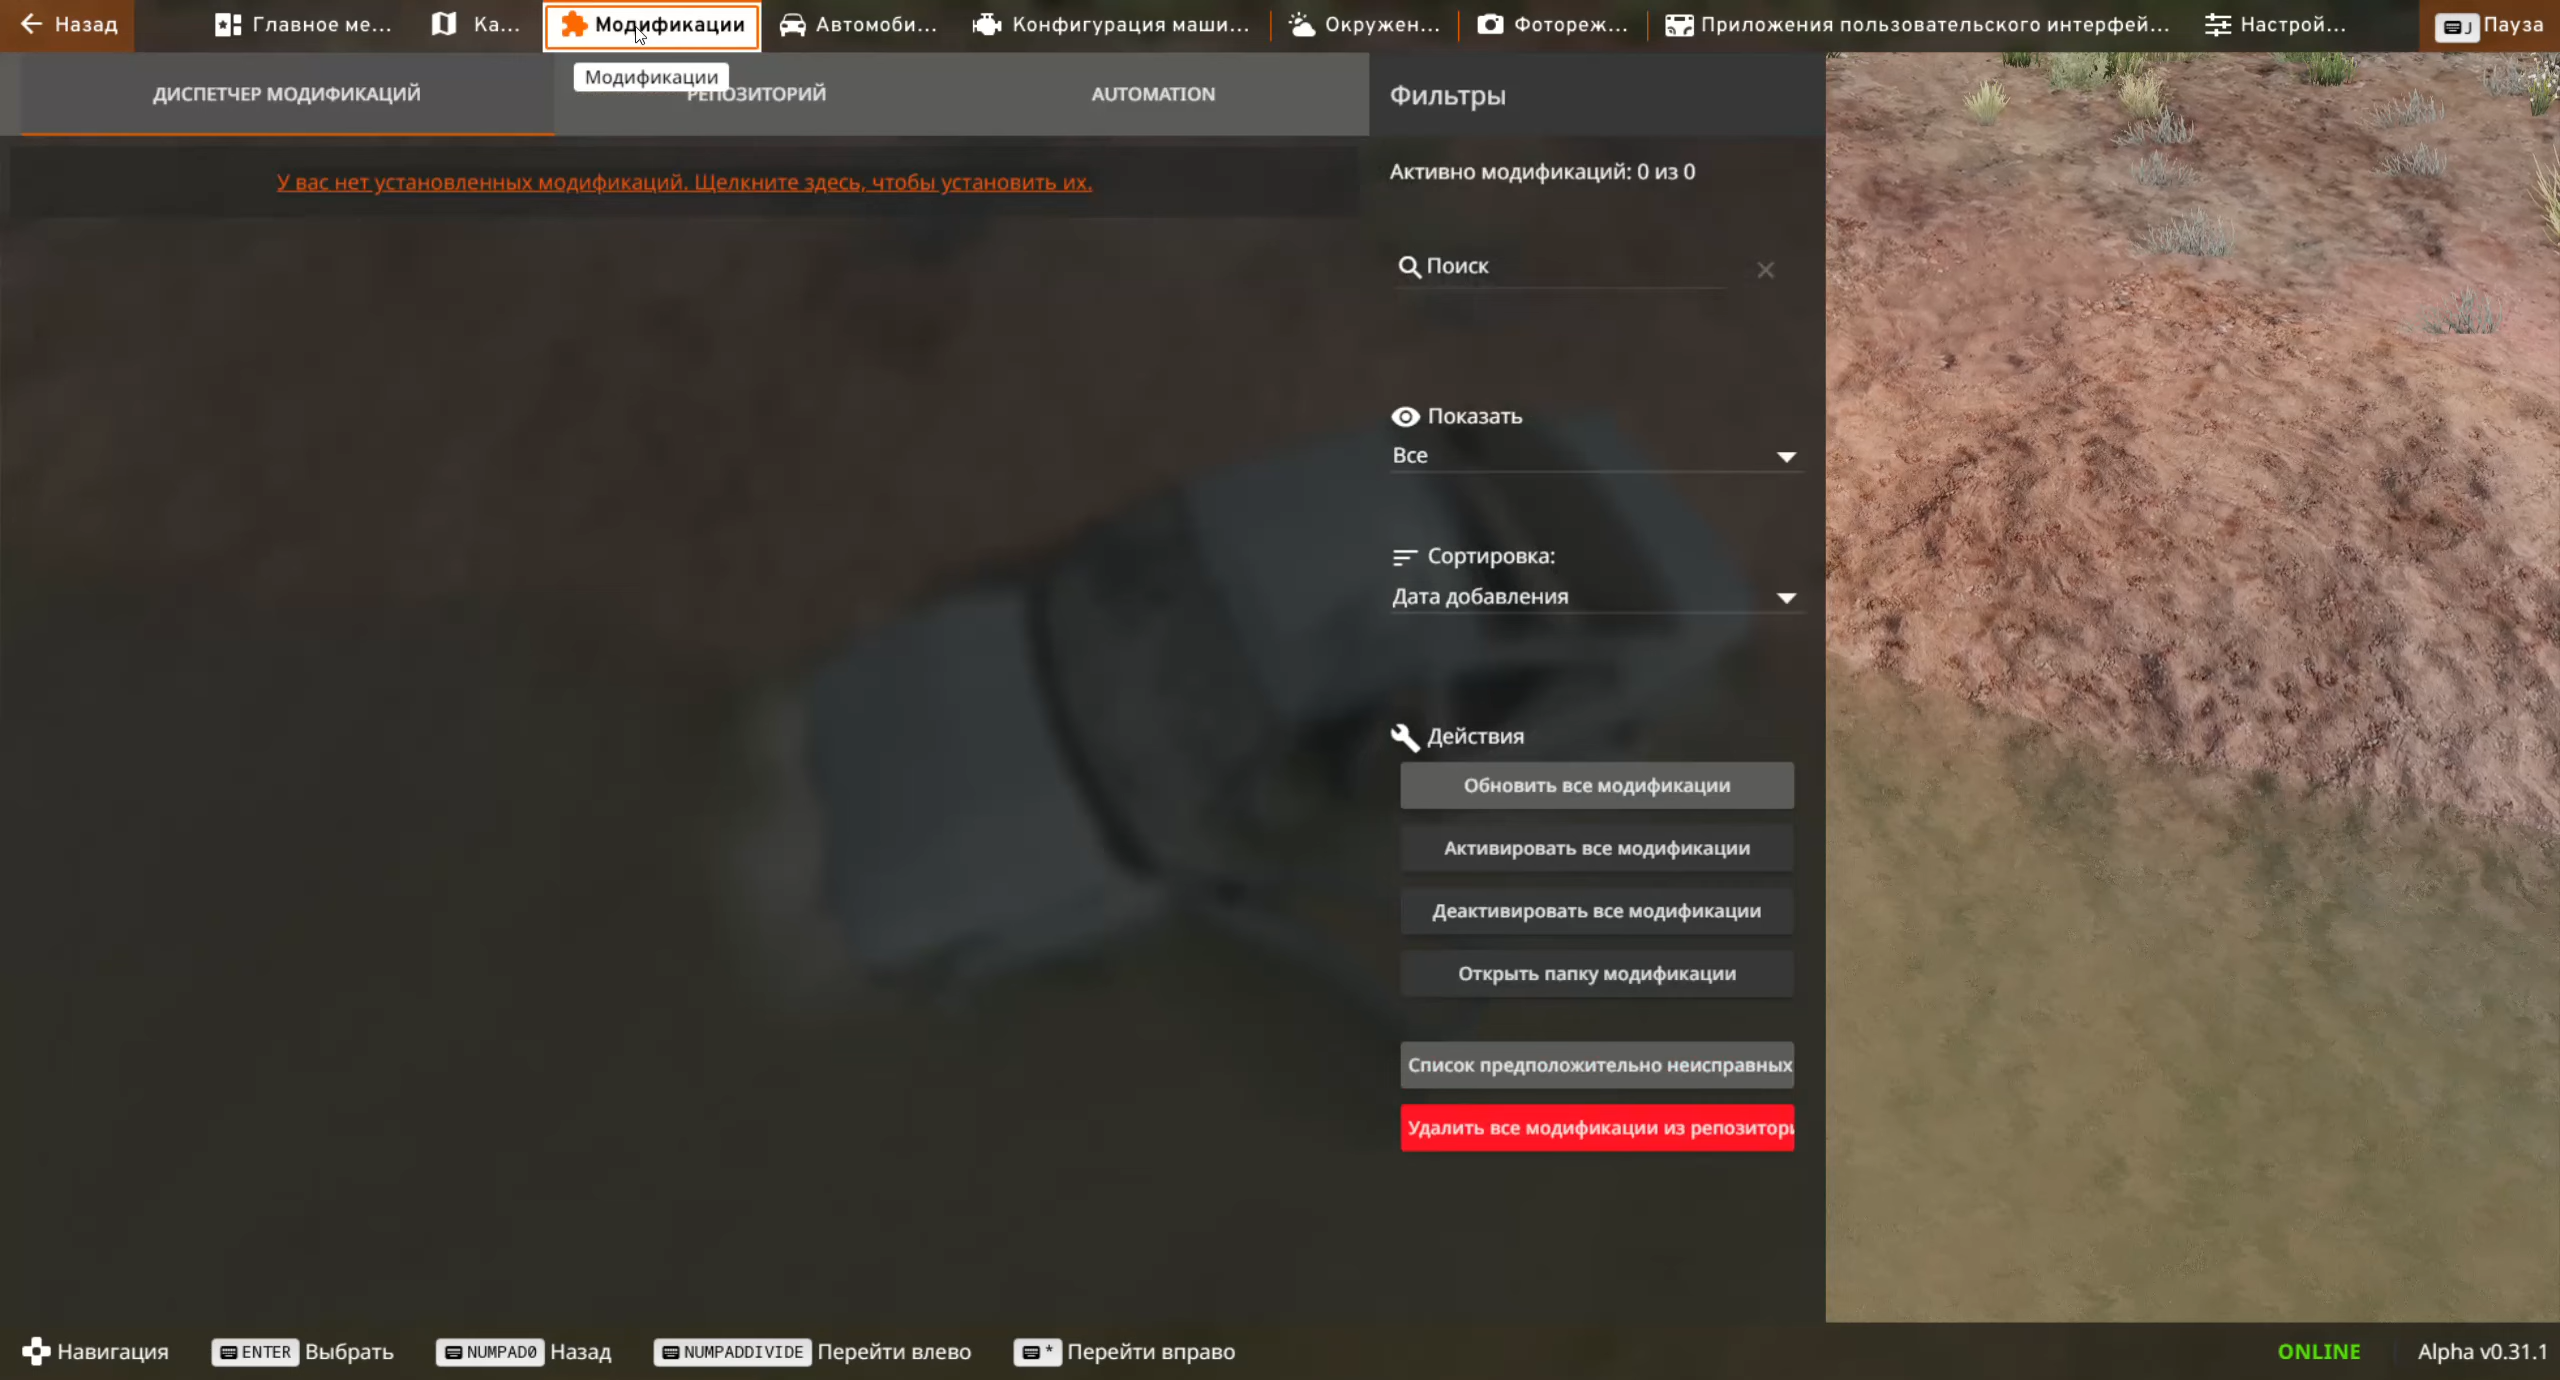 Назад
Главное ме...
Ка...
Модификации
Автомоби...
Конфигурация маши...
Окружен...
Фотореж...
Приложения пользовательского интерфей...
Настрой...
J Пауза
Модификации
ДИСПЕТЧЕР МОДИФИКАЦИЙ
РЕПОЗИТОРИЙ
AUTOMATION
У вас нет установленных модификаций. Щелкните здесь, чтобы установить их.
Фильтры
Активно модификаций: 0 из 0
Поиск
Показать
Все
Сортировка:
Дата добавления
Действия
Обновить все модификации
Активировать все модификации
Деактивировать все модификации
Открыть папку модификации
Список предположительно неисправных
Удалить все модификации из репозитори
Навигация
ENTER Выбрать
NUMPAD0 Назад
NUMPADDIVIDE Перейти влево
* Перейти вправо
ONLINE
Alpha v0.31.1